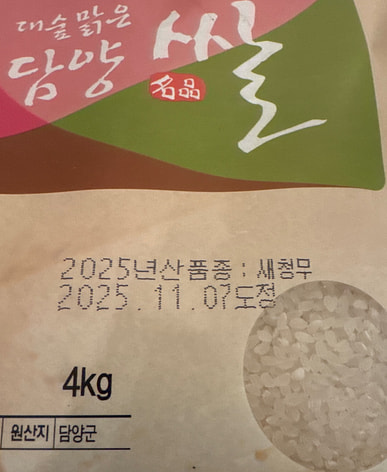 대숲맑은
담양 쌀
名品
2025년산품종 : 새청무
2025.11.07도정
4kg
원산지 담양군